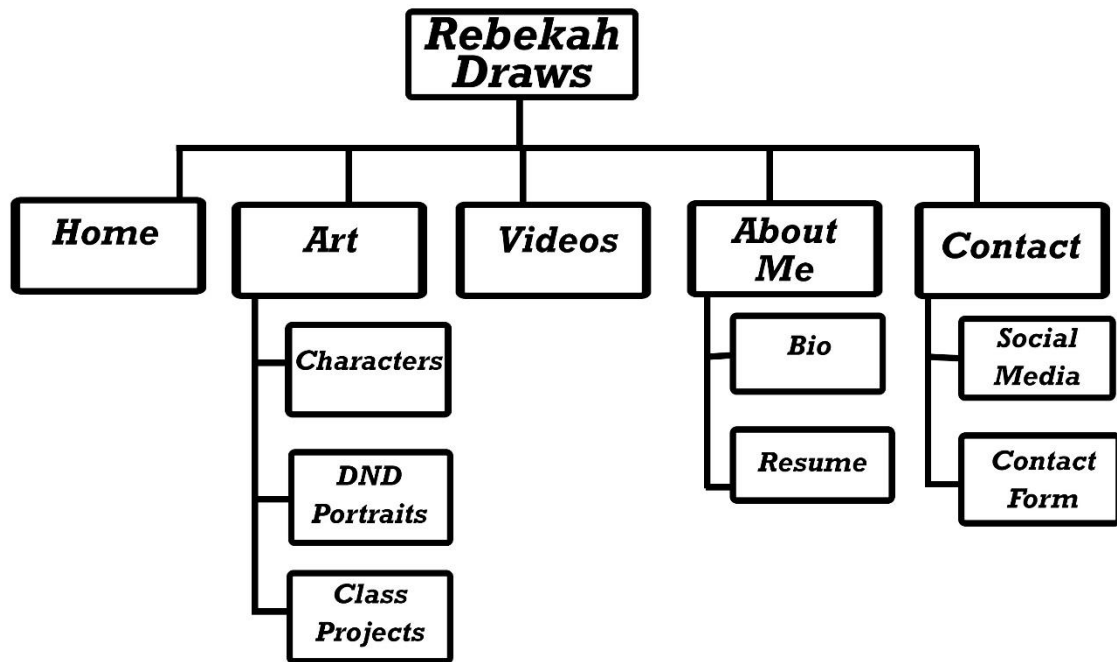 Rebekah
Draws
Home
Art
Videos
About
Me
Contact
Characters
DND
Portraits
Class
Projects
Bio
Resume
Social
Media
Contact
Form